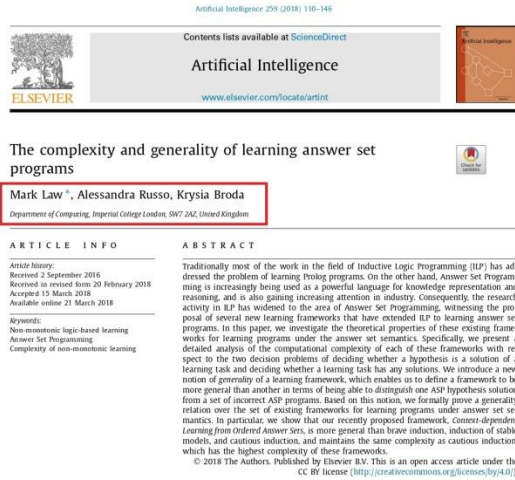 Artificial Intelligence 259 (2018) 110–146
Contents lists available at ScienceDirect
Artificial Intelligence
www.elsevier.com/locate/artint
ELSEVIER
Artificial Intelligence
The complexity and generality of learning answer set
programs
Check for
updates
Mark Law *, Alessandra Russo, Krysia Broda
Department of Computing, Imperial College London, SW7 2AZ, United Kingdom
ARTICLE INFO
Article history:
Received 2 September 2016
Received in revised form 20 February 2018
Accepted 15 March 2018
Available online 21 March 2018
Keywords:
Non-monotonic logic-based learning
Answer Set Programming
Complexity of non-monotonic learning
ABSTRACT
Traditionally most of the work in the field of Inductive Logic Programming (ILP) has ad
dressed the problem of learning Prolog programs. On the other hand, Answer Set Program
ming is increasingly being used as a powerful language for knowledge representation and
reasoning, and is also gaining increasing attention in industry. Consequently, the research
activity in ILP has widened to the area of Answer Set Programming, witnessing the pro
posal of several new learning frameworks that have extended ILP to learning answer se
programs. In this paper, we investigate the theoretical properties of these existing frame
works for learning programs under the answer set semantics. Specifically, we present a
detailed analysis of the computational complexity of each of these frameworks with re
spect to the two decision problems of deciding whether a hypothesis is a solution of a
learning task and deciding whether a learning task has any solutions. We introduce a new
notion of generality of a learning framework, which enables us to define a framework to b
more general than another in terms of being able to distinguish one ASP hypothesis solution
from a set of incorrect ASP programs. Based on this notion, we formally prove a generality
relation over the set of existing frameworks for learning programs under answer set se
mantics. In particular, we show that our recently proposed framework, Context-dependen
Learning from Ordered Answer Sets, is more general than brave induction, induction of stable
models, and cautious induction, and maintains the same complexity as cautious induction
which has the highest complexity of these frameworks.
© 2018 The Authors. Published by Elsevier B.V. This is an open access article under the
CC BY license (http://creativecommons.org/licenses/by/4.0/)